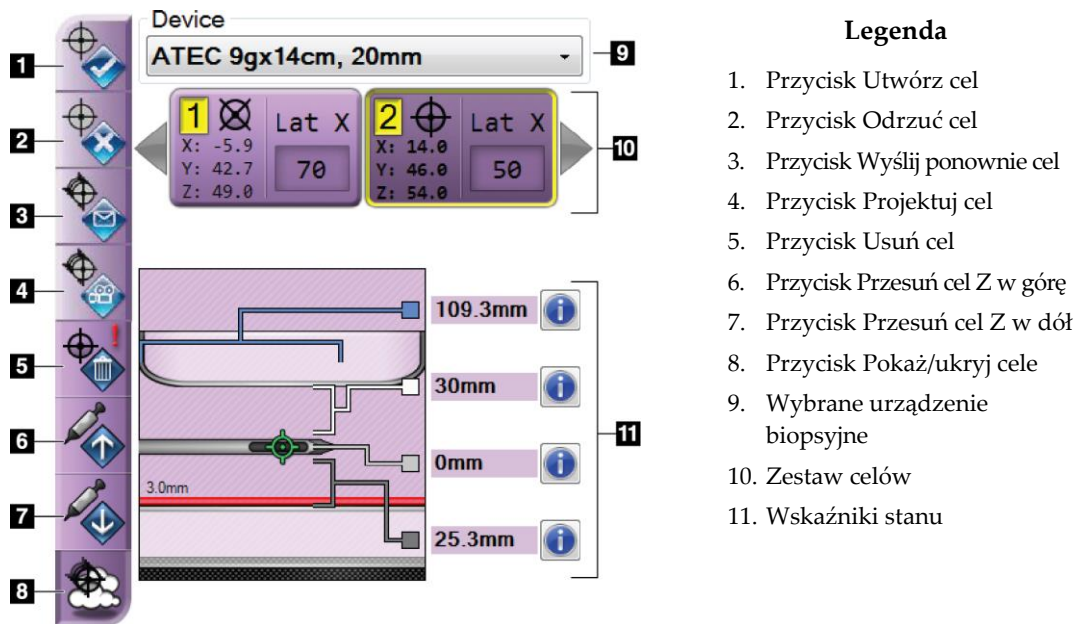 Device
ATEC 9gx14cm, 20mm
1
2
3
4
5
6
7
8
9
10
11
1 Lat X
X: -5.9
Y: 42.7
Z: 49.0
70
2 Lat X
X: 14.0
Y: 46.0
Z: 54.0
50
109.3mm
30mm
0mm
3.0mm
25.3mm
Legenda
1. Przycisk Utwórz cel
2. Przycisk Odrzuć cel
3. Przycisk Wyślij ponownie cel
4. Przycisk Projektuj cel
5. Przycisk Usuń cel
6. Przycisk Przesuń cel Z w górę
7. Przycisk Przesuń cel Z w dół
8. Przycisk Pokaż/ukryj cele
9. Wybrane urządzenie
biopsyjne
10. Zestaw celów
11. Wskaźniki stanu